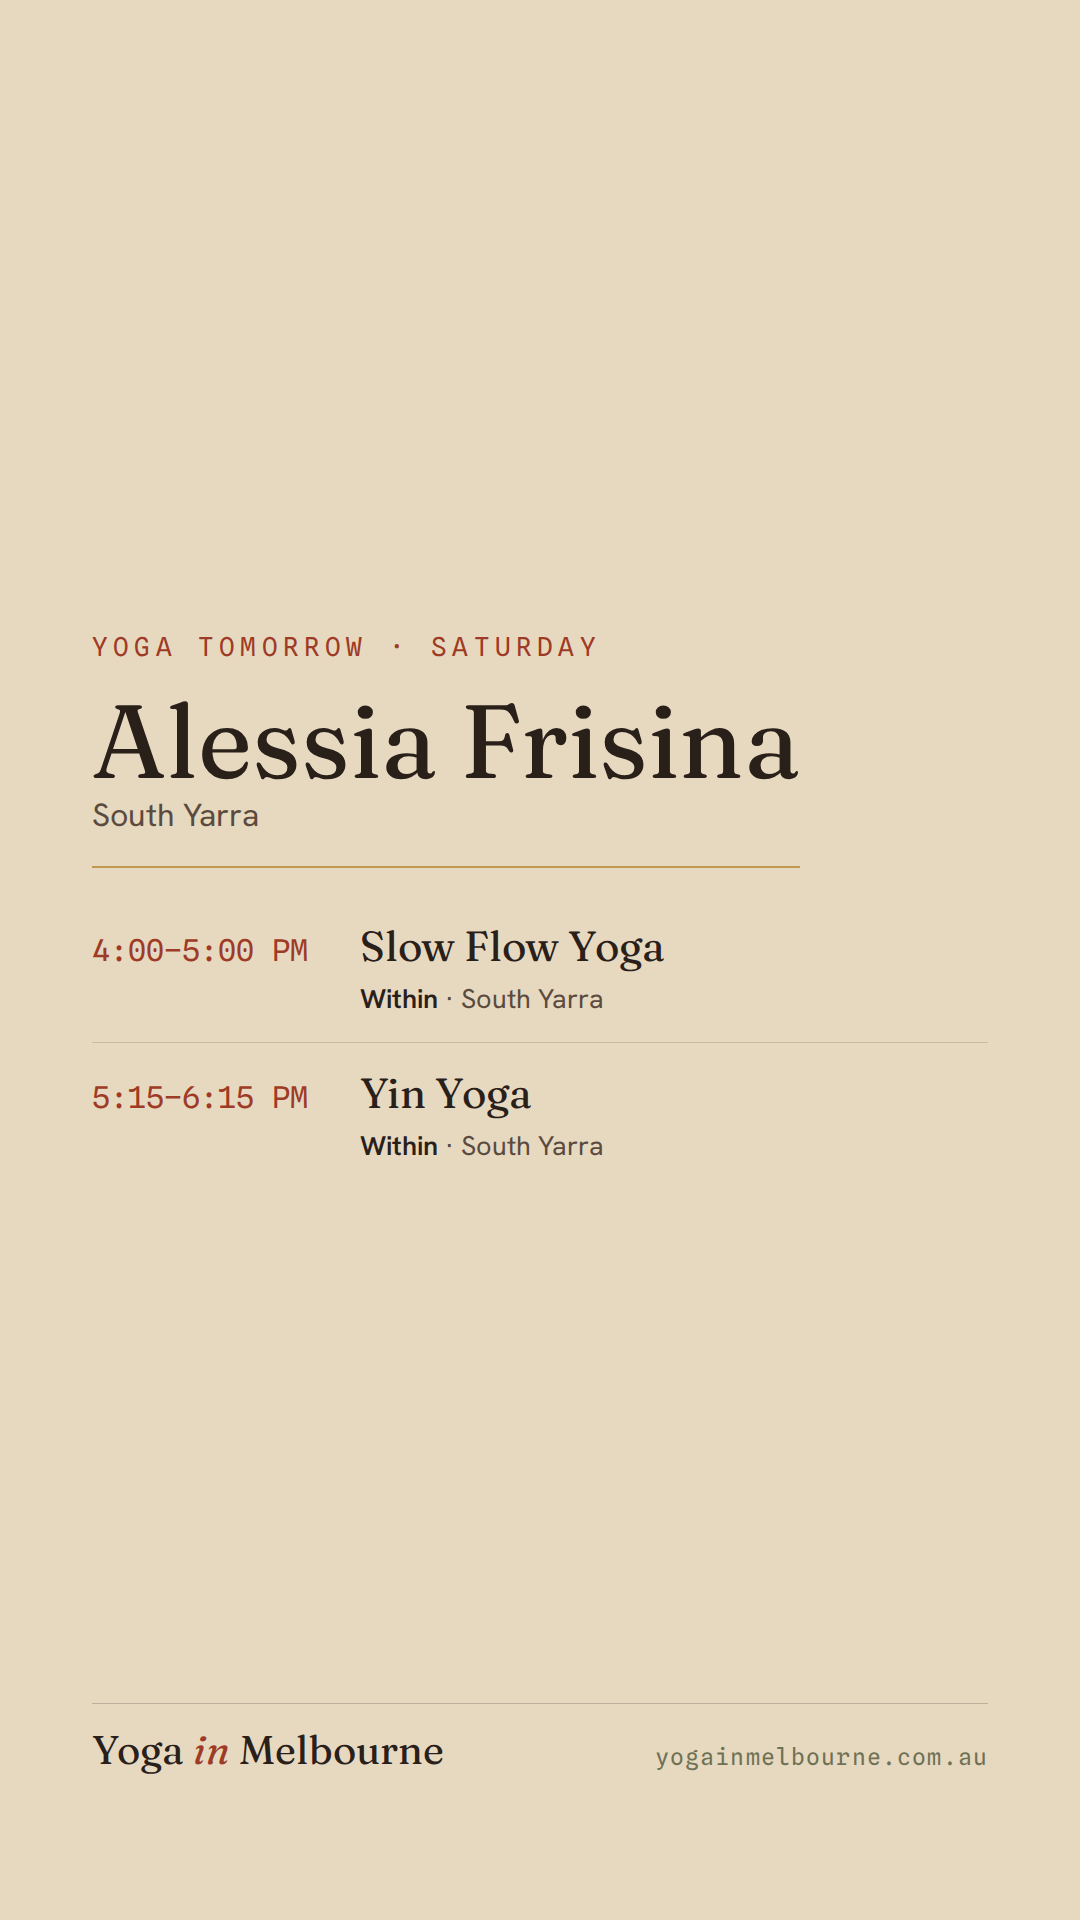 YOGA TOMORROW · SATURDAY
Alessia Frisina
South Yarra
4:00–5:00 PM
Slow Flow Yoga
Within · South Yarra
5:15–6:15 PM
Yin Yoga
Within · South Yarra
Yoga in Melbourne
yogainmelbourne.com.au